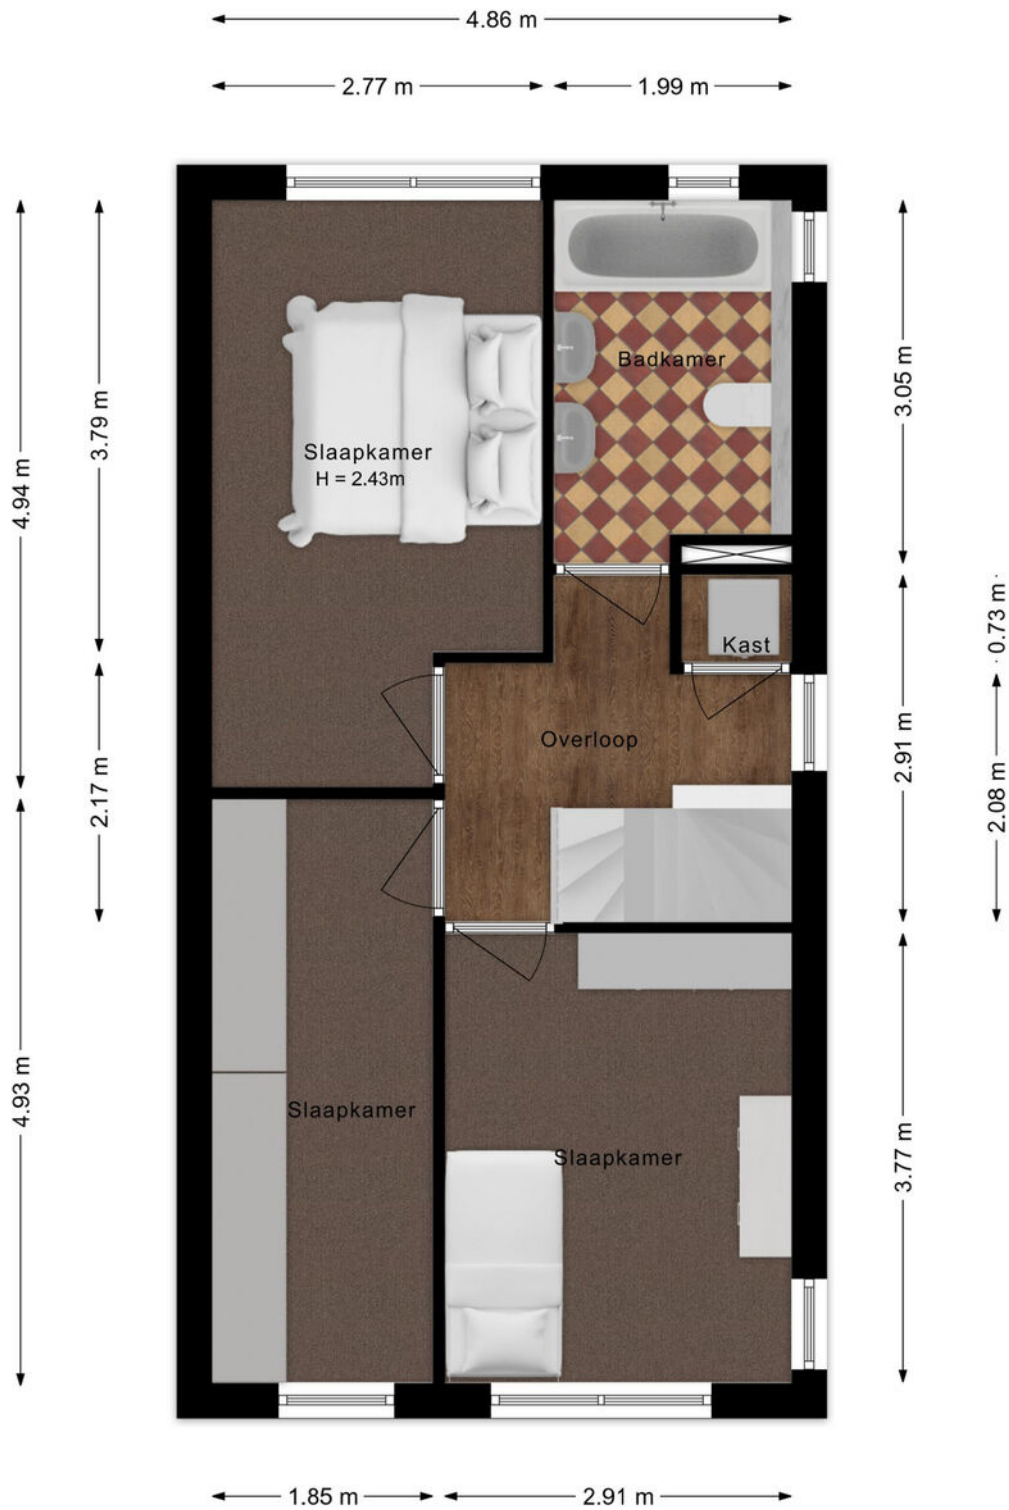 4.86 m
2.77 m
1.99 m
4.94 m
3.79 m
3.05 m
Badkamer
Slaapkamer
H = 2.43m
0.73 m
Kast
Overloop
2.17 m
2.91 m
2.08 m
4.93 m
Slaapkamer
Slaapkamer
3.77 m
1.85 m
2.91 m